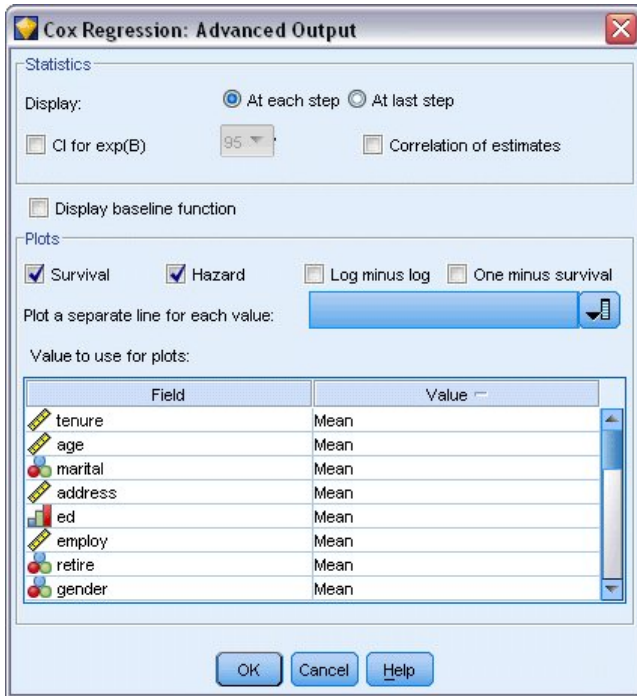 Cox Regression: Advanced Output
Statistics
Display: At each step At last step
CI for exp(B) 95 Correlation of estimates
Display baseline function
Plots
Survival Hazard Log minus log One minus survival
Plot a separate line for each value:
Value to use for plots:
Field Value
tenure Mean
age Mean
marital Mean
address Mean
ed Mean
employ Mean
retire Mean
gender Mean
OK Cancel Help